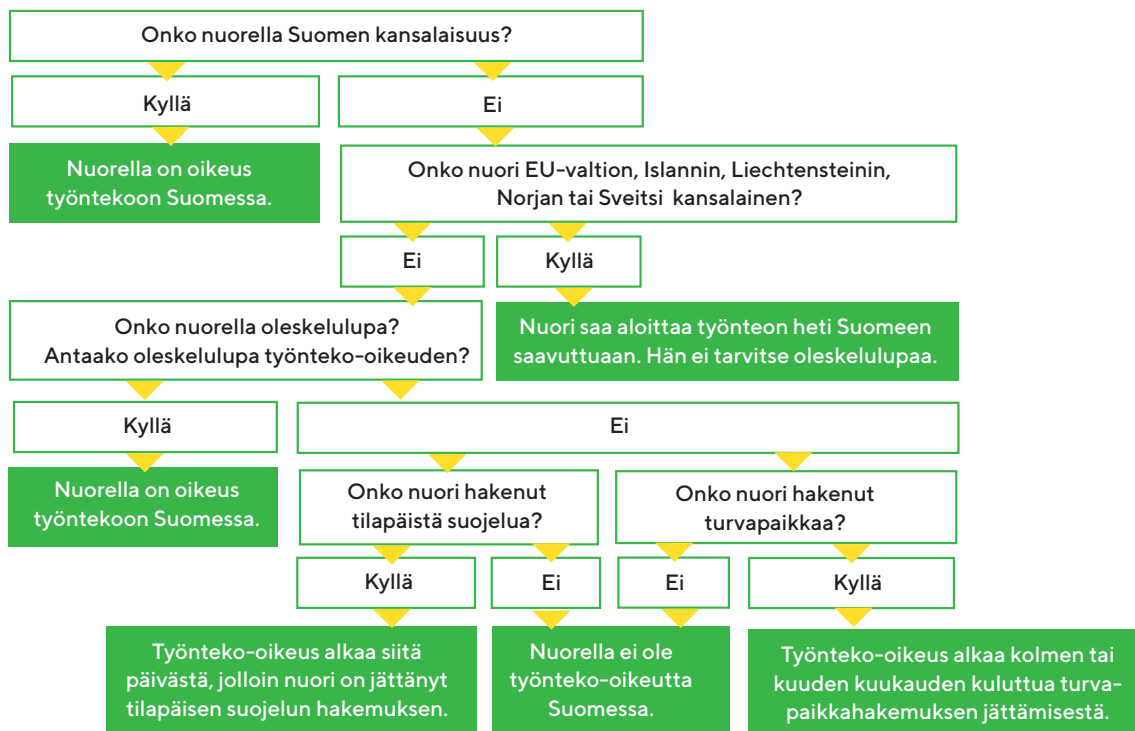 Onko nuorella Suomen kansalaisuus?
Kyllä
Ei
Nuorella on oikeus
työntekoon Suomessa.
Onko nuori EU-valtion, Islannin, Liechtensteinin,
Norjan tai Sveitsi kansalainen?
Ei
Kyllä
Onko nuorella oleskelulupa?
Antaako oleskelulupa työnteko-oikeuden?
Nuori saa aloittaa työnteon heti Suomeen
saavuttuaan. Hän ei tarvitse oleskelulupaa.
Kyllä
Ei
Nuorella on oikeus
työntekoon Suomessa.
Onko nuori hakenut
tilapäistä suojelua?
Onko nuori hakenut
turvapaikkaa?
Kyllä
Ei
Ei
Kyllä
Työnteko-oikeus alkaa siitä
päivästä, jolloin nuori on jättänyt
tilapäisen suojelun hakemuksen.
Nuorella ei ole
työnteko-oikeutta
Suomessa.
Työnteko-oikeus alkaa kolmen tai
kuuden kuukauden kuluttua turva-
paikkahakemuksen jättämisestä.